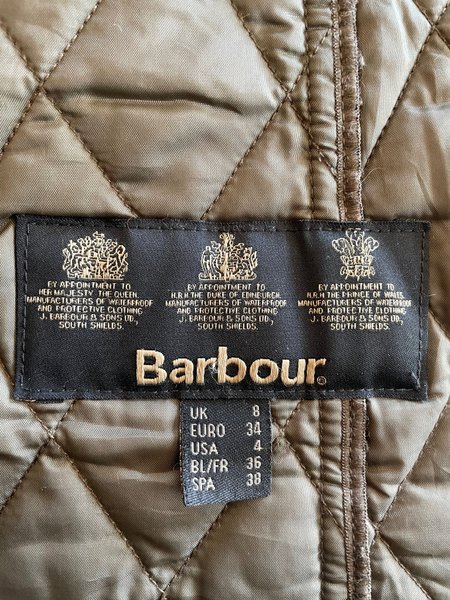 BY APPOINTMENT TO
HER MAJESTY THE QUEEN,
MANUFACTURERS OF WATERPROOF
AND PROTECTIVE CLOTHING
J. BARBOUR & SONS LTD,
SOUTH SHIELDS.
BY APPOINTMENT TO
H.R.H. THE DUKE OF EDINBURGH,
MANUFACTURERS OF WATERPROOF
AND PROTECTIVE CLOTHING
J. BARBOUR & SONS LTD,
SOUTH SHIELDS.
BY APPOINTMENT TO
H.R.H. THE PRINCE OF WALES,
MANUFACTURERS OF WATERPROOF
AND PROTECTIVE CLOTHING
J. BARBOUR & SONS LTD,
SOUTH SHIELDS.
Barbour®
UK 8
EURO 34
USA 4
BL/FR 36
SPA 38